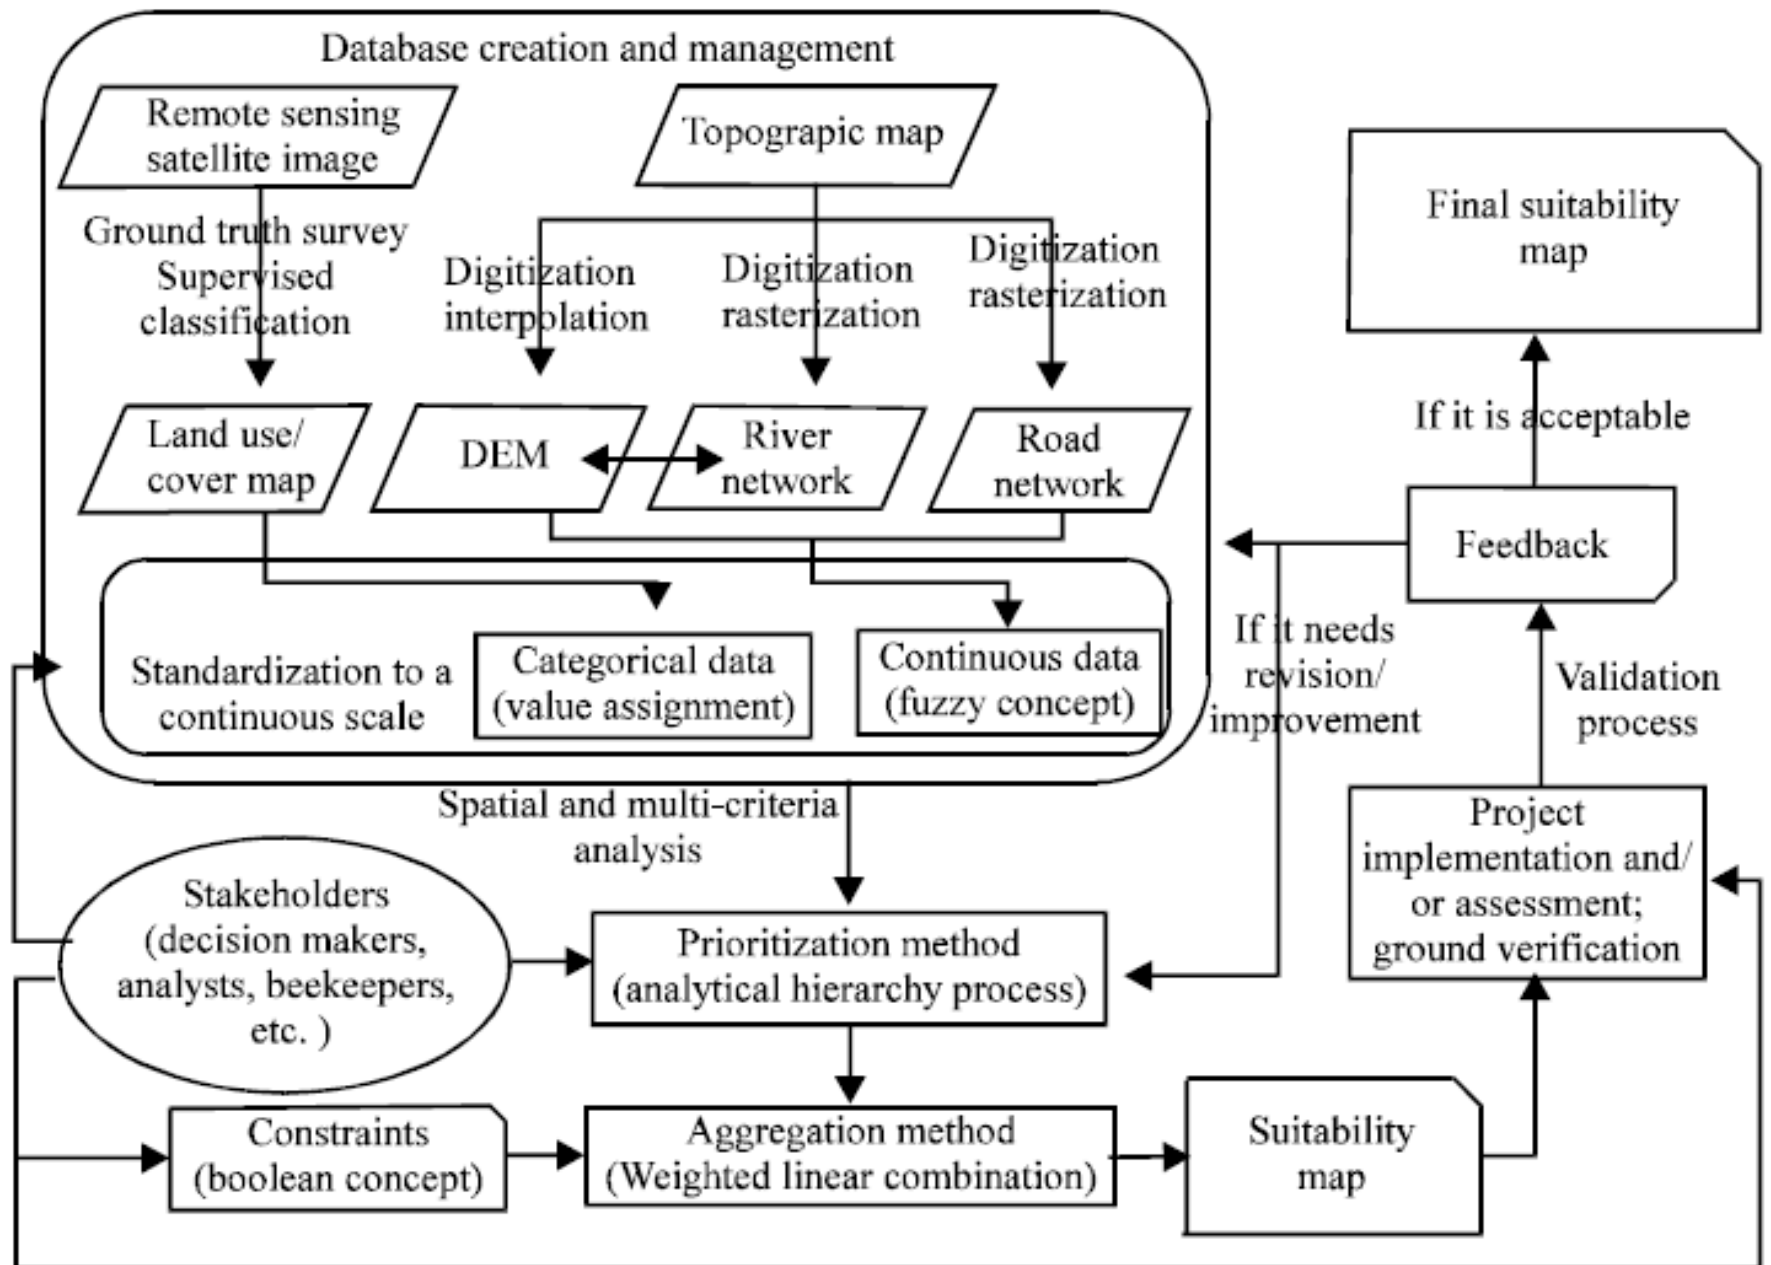 Database creation and management
Remote sensing
satellite image
Topograpic map
Ground truth survey
Supervised
classification
Digitization
interpolation
Digitization
rasterization
Digitization
rasterization
Land use/
cover map
DEM
River
network
Road
network
Standardization to a
continuous scale
Categorical data
(value assignment)
Continuous data
(fuzzy concept)
Final suitability
map
If it is acceptable
Feedback
If it needs
revision/
improvement
Validation
process
Spatial and multi-criteria
analysis
Project
implementation and/
or assessment;
ground verification
Stakeholders
(decision makers,
analysts, beekeepers,
etc. )
Prioritization method
(analytical hierarchy process)
Constraints
(boolean concept)
Aggregation method
(Weighted linear combination)
Suitability
map